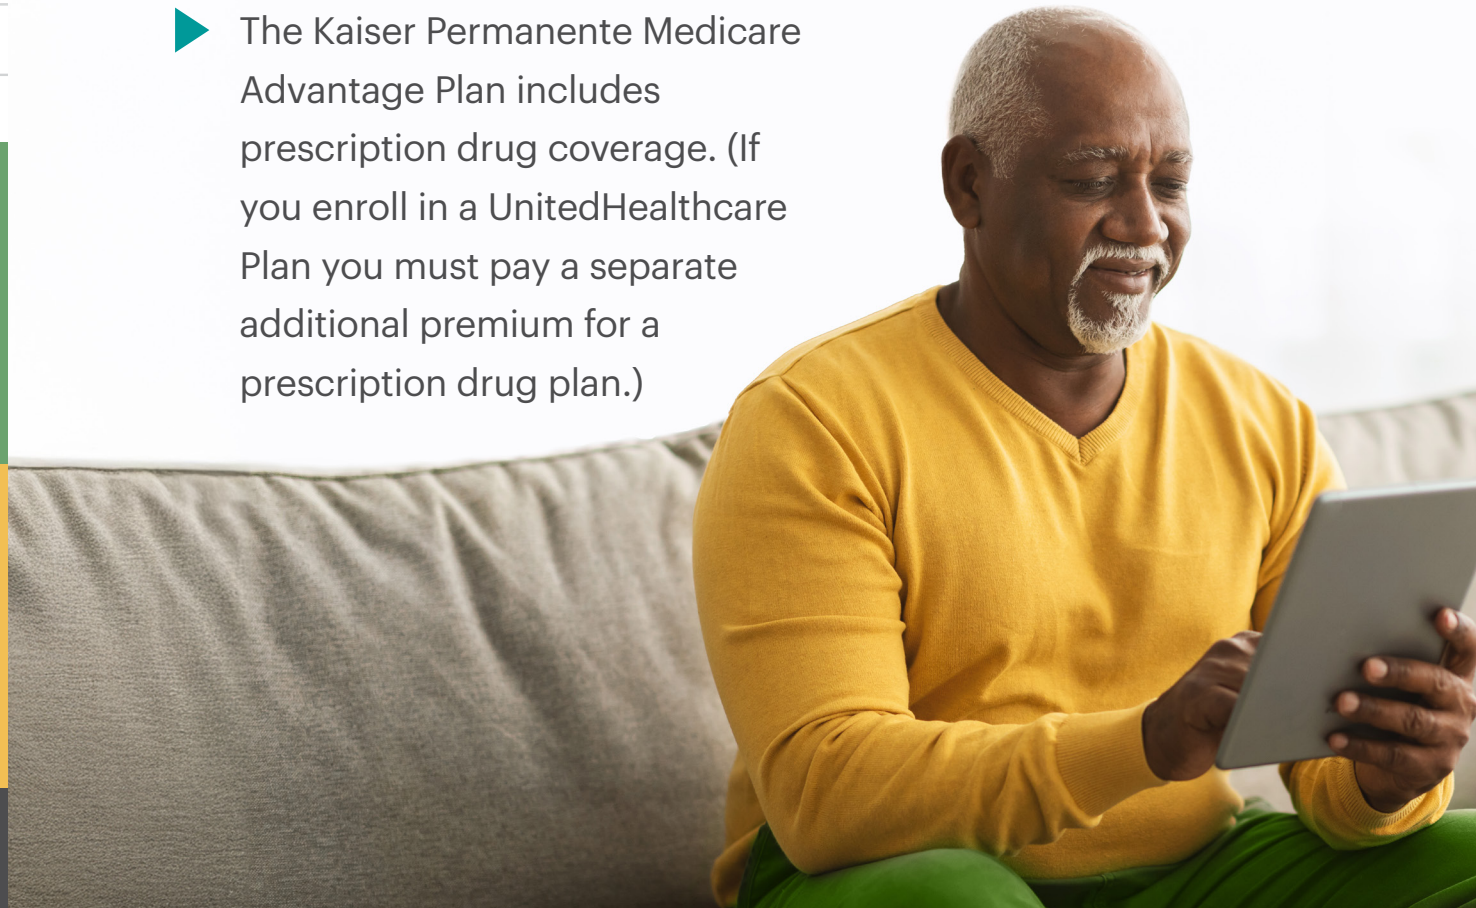 The Kaiser Permanente Medicare
Advantage Plan includes
prescription drug coverage. (If
you enroll in a UnitedHealthcare
Plan you must pay a separate
additional premium for a
prescription drug plan.)